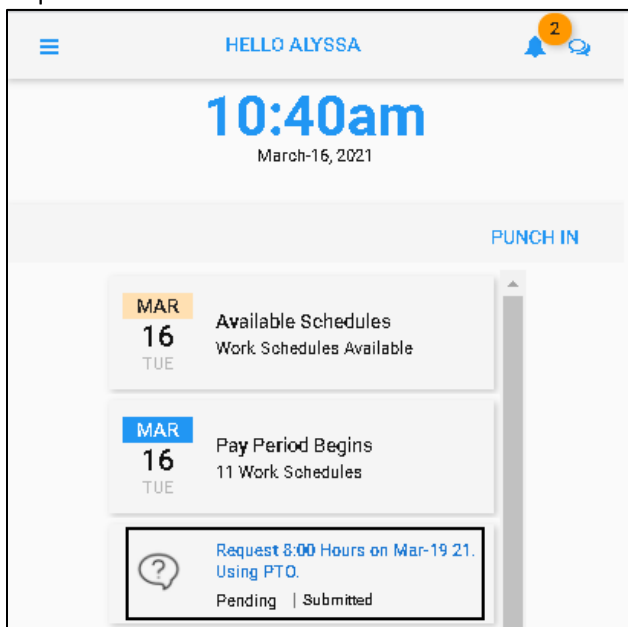 HELLO ALYSSA
2
10:40am
March-16, 2021
PUNCH IN
MAR
16
TUE
Available Schedules
Work Schedules Available
MAR
16
TUE
Pay Period Begins
11 Work Schedules
?
Request 8:00 Hours on Mar-19 21.
Using PTO.
Pending | Submitted